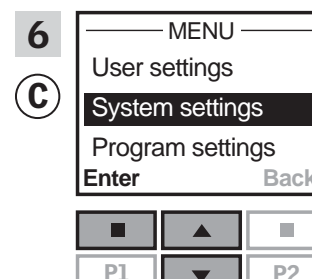 6
C
MENU
User settings
System settings
Program settings
Enter Back
P1 P2